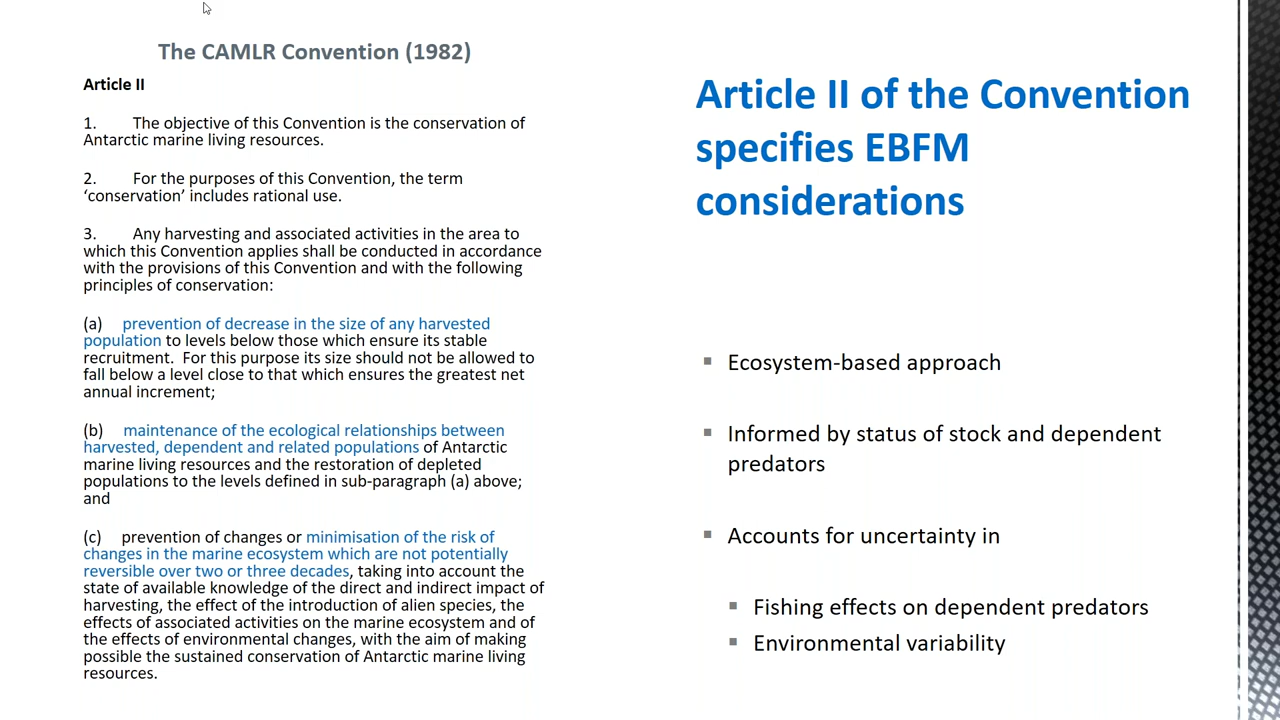 The CAMLR Convention (1982)
Article II
1. The objective of this Convention is the conservation of
Antarctic marine living resources.
2. For the purposes of this Convention, the term
‘conservation’ includes rational use.
3. Any harvesting and associated activities in the area to
which this Convention applies shall be conducted in accordance
with the provisions of this Convention and with the following
principles of conservation:
(a) prevention of decrease in the size of any harvested
population to levels below those which ensure its stable
recruitment. For this purpose its size should not be allowed to
fall below a level close to that which ensures the greatest net
annual increment;
(b) maintenance of the ecological relationships between
harvested, dependent and related populations of Antarctic
marine living resources and the restoration of depleted
populations to the levels defined in sub-paragraph (a) above;
and
(c) prevention of changes or minimisation of the risk of
changes in the marine ecosystem which are not potentially
reversible over two or three decades, taking into account the
state of available knowledge of the direct and indirect impact of
harvesting, the effect of the introduction of alien species, the
effects of associated activities on the marine ecosystem and of
the effects of environmental changes, with the aim of making
possible the sustained conservation of Antarctic marine living
resources.
Article II of the Convention
specifies EBFM
considerations
▪ Ecosystem-based approach
▪ Informed by status of stock and dependent
predators
▪ Accounts for uncertainty in
▪ Fishing effects on dependent predators
▪ Environmental variability